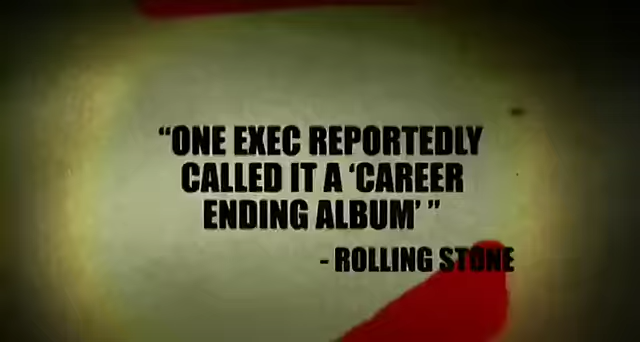 “ONE EXEC REPORTEDLY
CALLED IT A ‘CAREER
ENDING ALBUM’ ”
- ROLLING STONE